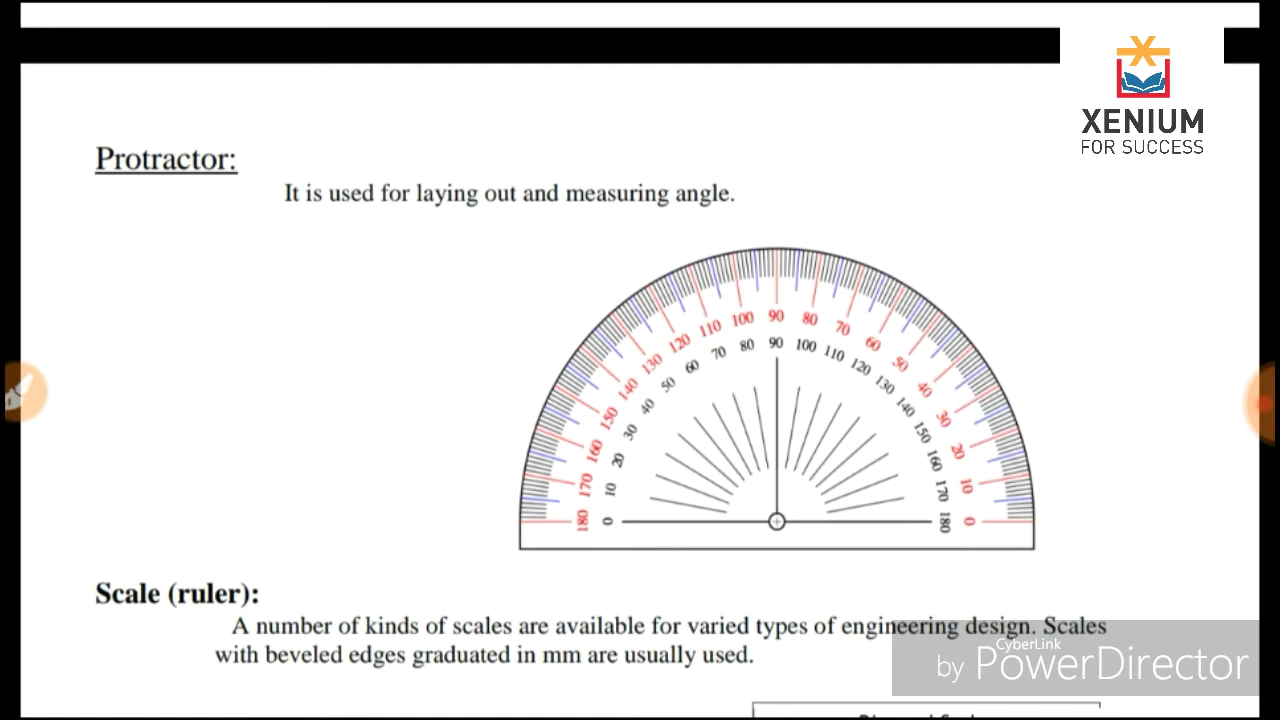 XENIUM
FOR SUCCESS
Protractor:
It is used for laying out and measuring angle.
180 170 160 150 140 130 120 110 100 90 80 70 60 50 40 30 20 10 0
0 10 20 30 40 50 60 70 80 90 100 110 120 130 140 150 160 170 180
Scale (ruler):
A number of kinds of scales are available for varied types of engineering design. Scales
with beveled edges graduated in mm are usually used.
CyberLink
by PowerDirector